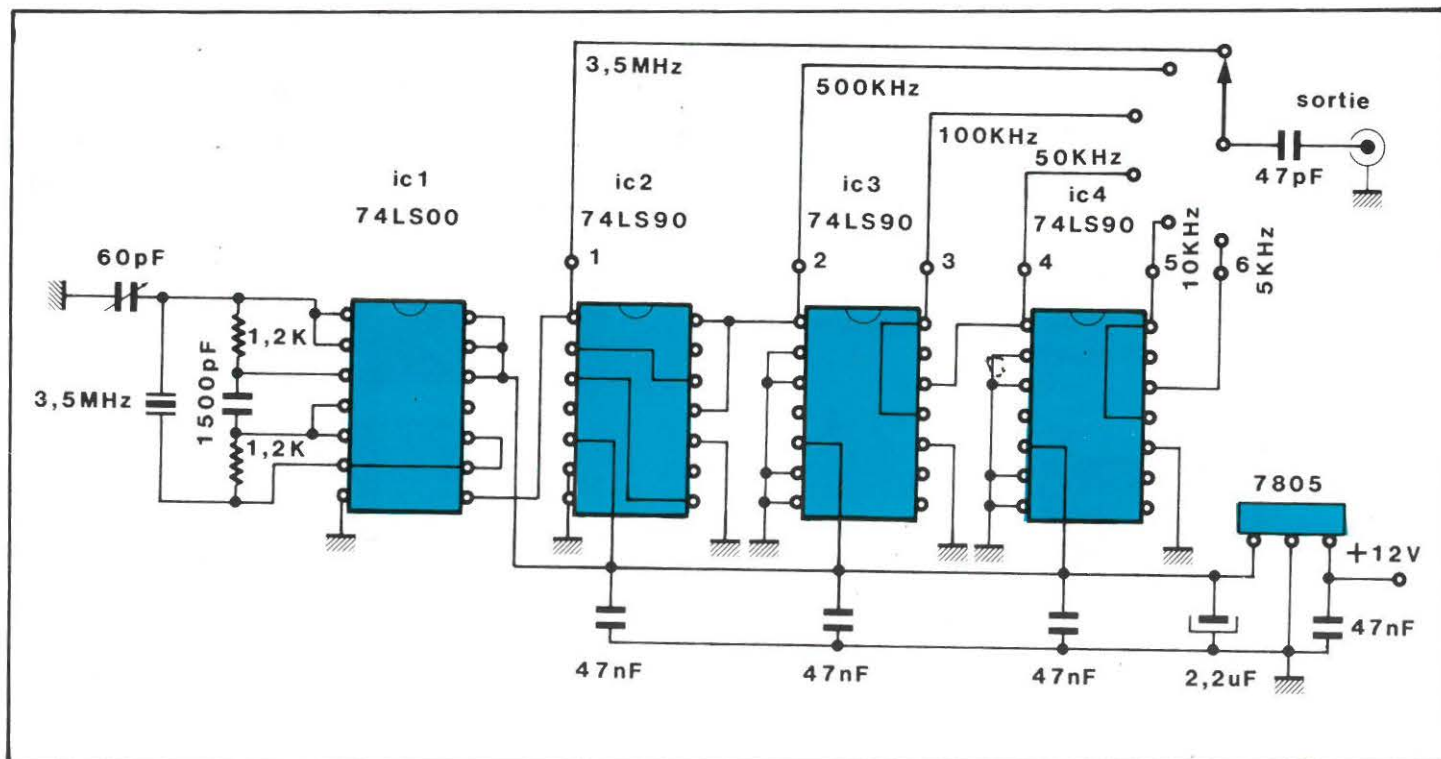 3,5MHz
500KHz
sortie
100KHz
50KHz
47pF
ic1
74LS00
ic2
74LS90
ic3
74LS90
ic4
74LS90
60pF
1
2
3
4
5
10KHz
6
5KHz
1,2K
1500pF
3,5MHz
1,2K
7805
+12V
47nF
47nF
47nF
47nF
2,2uF